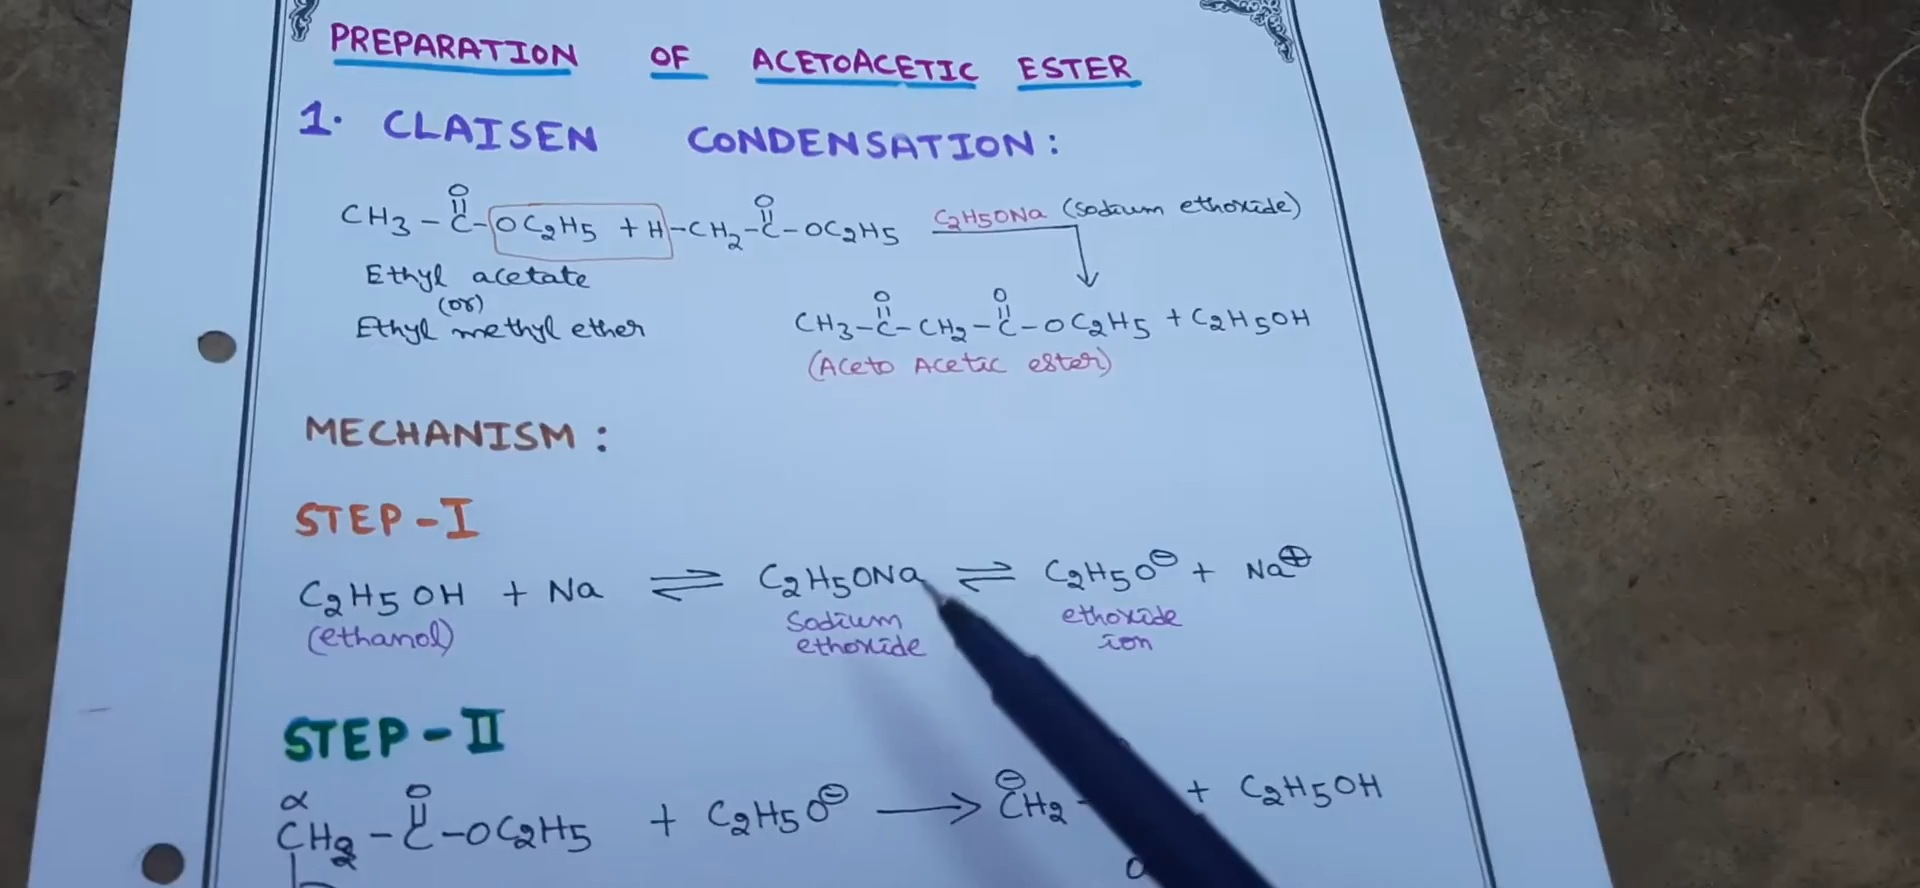 PREPARATION OF ACETOACETIC ESTER
1. CLAISEN CONDENSATION:
O O
CH3 - C - OC2H5 + H - CH2 - C - OC2H5 C2H5ONa (Sodium ethoxide)
Ethyl acetate
(or)
Ethyl methyl ether
O O
CH3 - C - CH2 - C - OC2H5 + C2H5OH
(Aceto Acetic ester)
MECHANISM:
STEP - I
C2H5OH + Na ⇌ C2H5ONa ⇌ C2H5O⊖ + Na⊕
(ethanol) Sodium ethoxide ethoxide ion
STEP - II
α O ⊖
CH2 - C - OC2H5 + C2H5O⊖ → CH2 - + C2H5OH
O